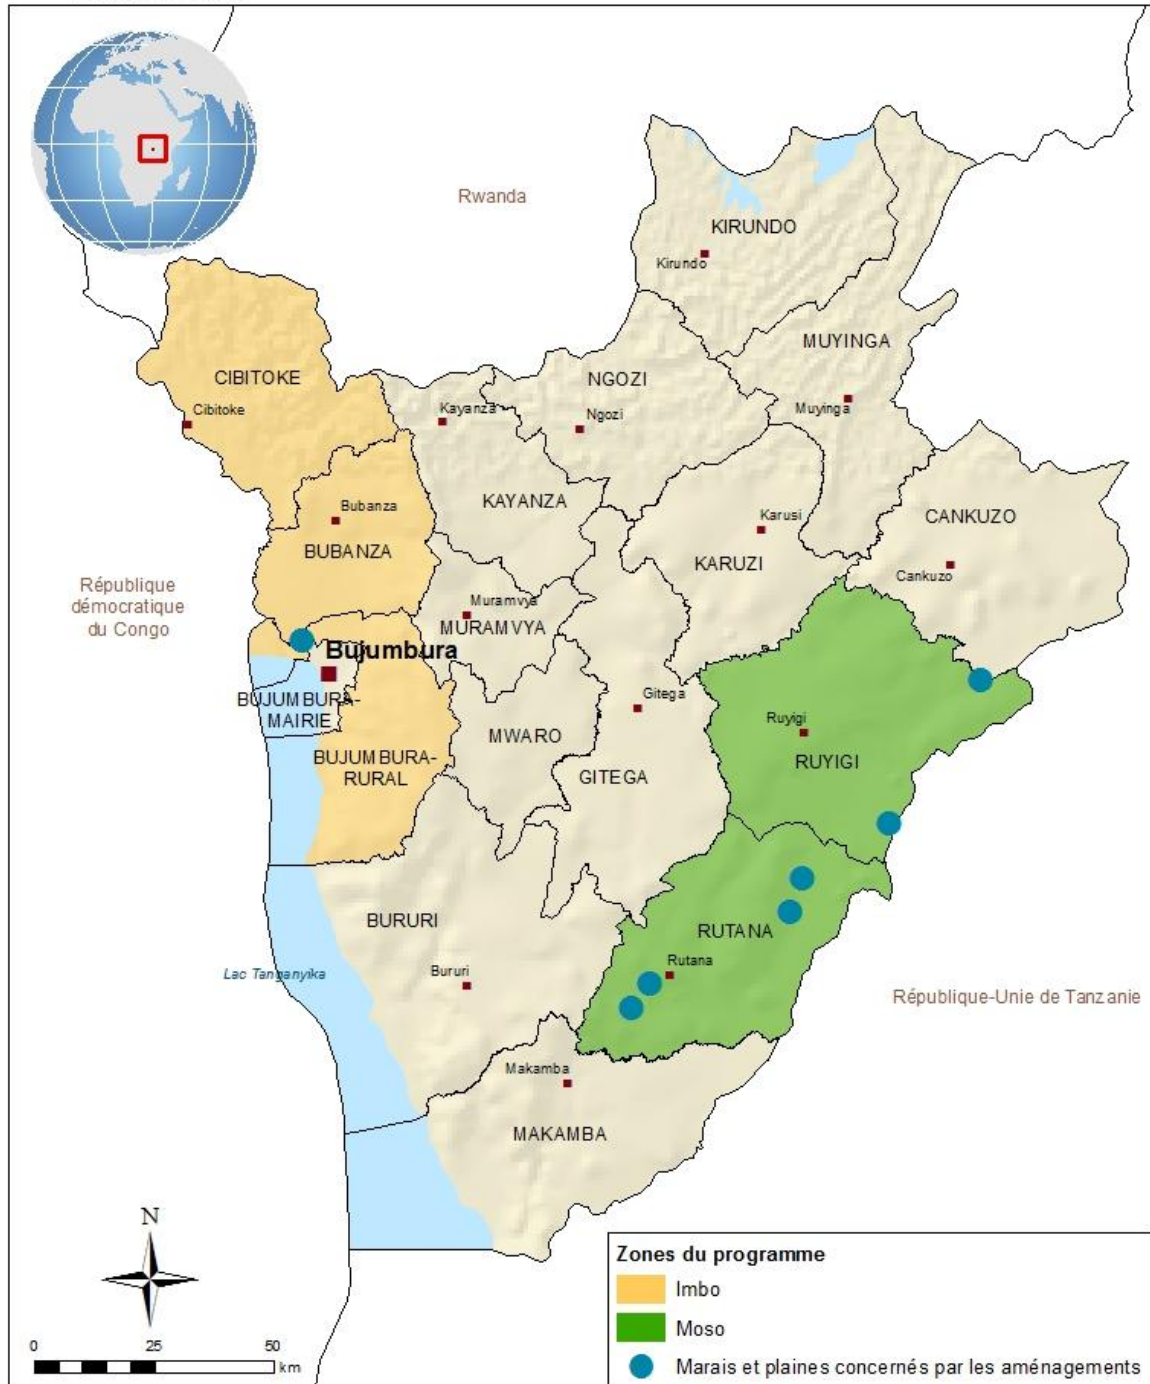 Rwanda
KIRUNDO
Kirundo
MUYINGA
Muyinga
NGOZI
Ngozi
CIBITOKE
Cibitoke
Kayanza
KAYANZA
Bubanza
BUBANZA
Karusi
KARUZI
CANKUZO
Cankuzo
République
démocratique
du Congo
Muramvya
MURAMVYA
Bujumbura
BUJUMBURA-
MAIRIE
BUJUMBURA-
RURAL
MWARO
Gitega
GITEGA
Ruyigi
RUYIGI
BURURI
Bururi
RUTANA
Rutana
Lac Tanganyika
République-Unie de Tanzanie
Makamba
MAKAMBA
N
0 25 50
km
Zones du programme
Imbo
Moso
Marais et plaines concernés par les aménagements